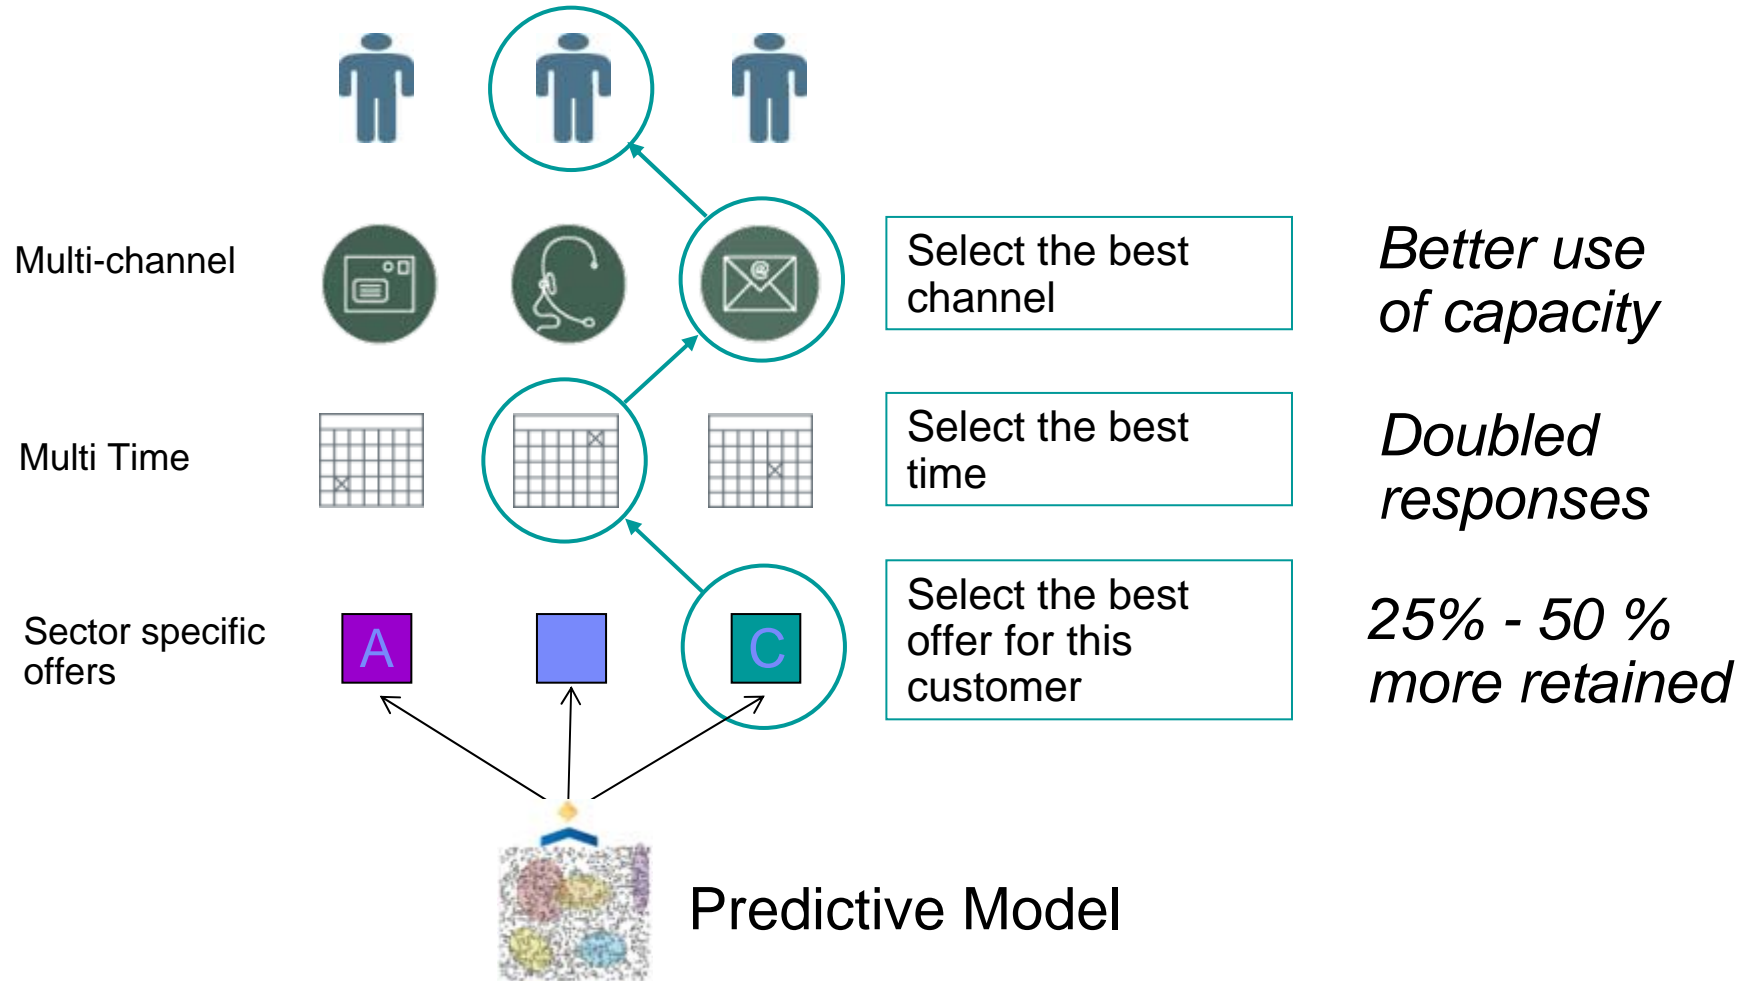 Multi-channel
Select the best
channel
Better use
of capacity
Multi Time
Select the best
time
Doubled
responses
Sector specific
offers
A
C
Select the best
offer for this
customer
25% - 50 %
more retained
Predictive Model